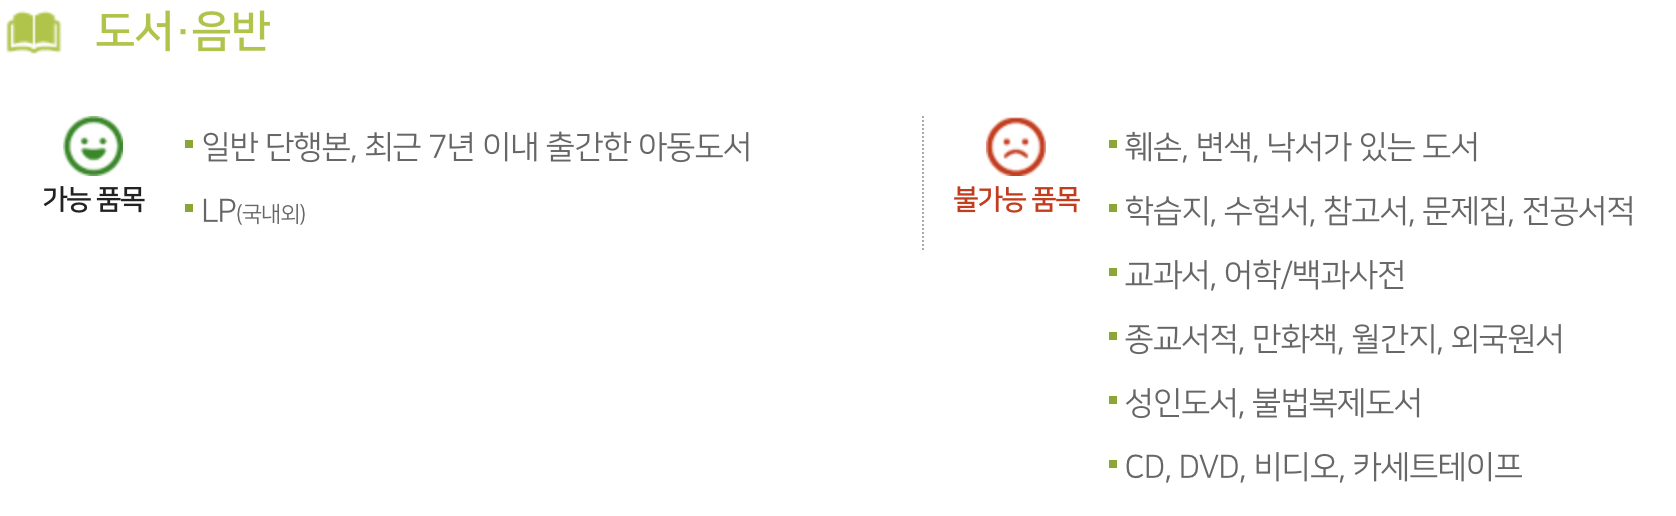 도서·음반
가능 품목
일반 단행본, 최근 7년 이내 출간한 아동도서
LP(국내외)
불가능 품목
훼손, 변색, 낙서가 있는 도서
학습지, 수험서, 참고서, 문제집, 전공서적
교과서, 어학/백과사전
종교서적, 만화책, 월간지, 외국원서
성인도서, 불법복제도서
CD, DVD, 비디오, 카세트테이프